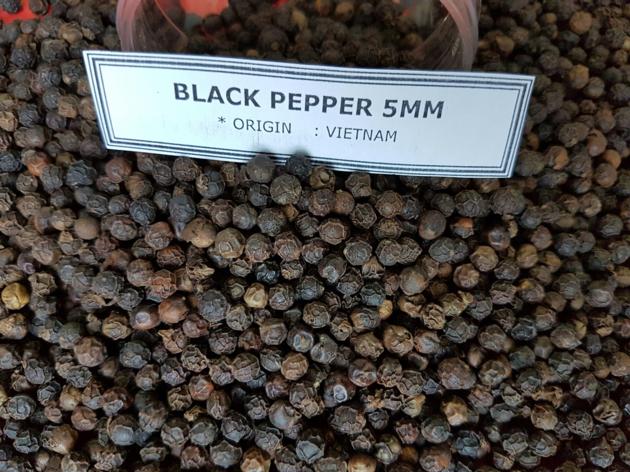 BLACK PEPPER 5MM
* ORIGIN : VIETNAM